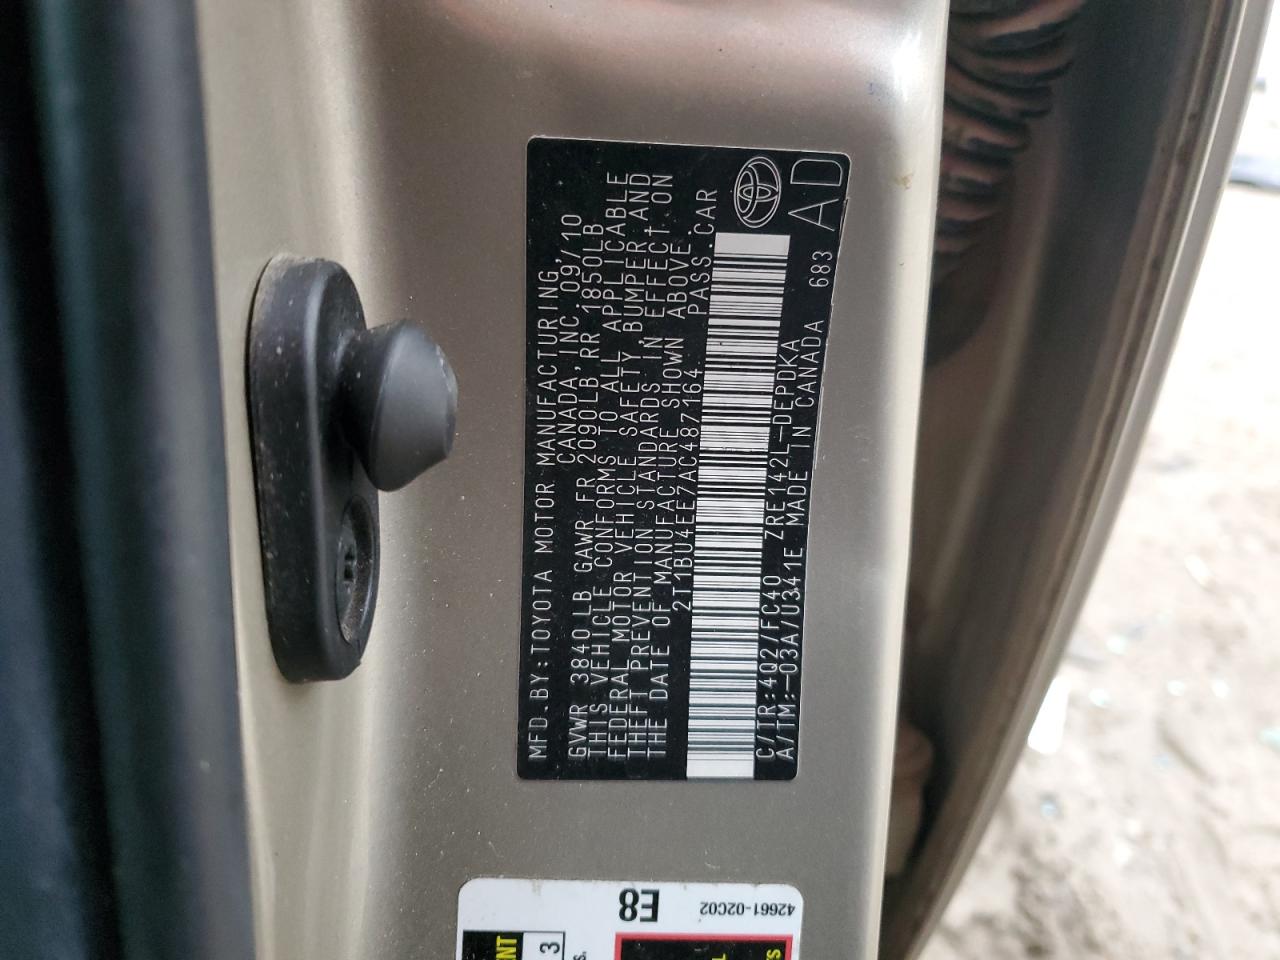 MFD.BY:TOYOTA MOTOR MANUFACTURING,
CANADA,INC. 09/10
GVWR 3840LB GAWR FR 2090LB RR 1850LB
THIS VEHICLE CONFORMS TO ALL APPLICABLE
FEDERAL MOTOR VEHICLE SAFETY,BUMPER,AND
THEFT PREVENTION STANDARDS IN EFFECT ON
THE DATE OF MANUFACTURE SHOWN ABOVE.
2T1BU4EE7AC487164 PASS.CAR
C/TR:4Q2/FC40 ZRE142L-DEPDKA
A/TM:-03A/U341E MADE IN CANADA 683
AD
E8
42661-02C02
3